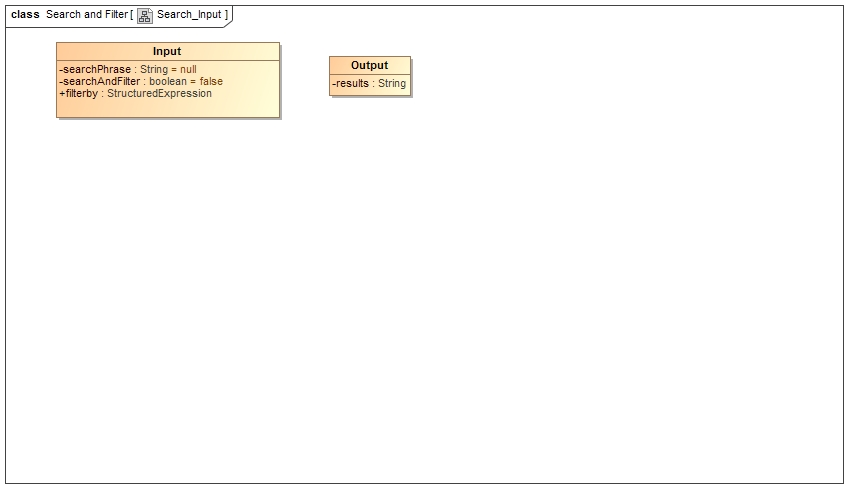 class Search and Filter[ Search_Input ]
Input
-searchPhrase : String = null
-searchAndFilter : boolean = false
+filterby : StructuredExpression
Output
-results : String